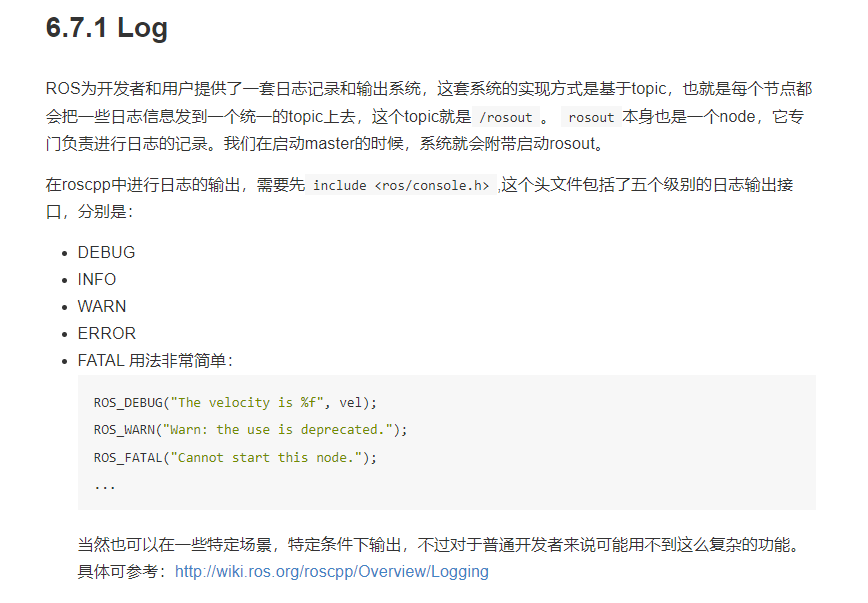 6.7.1 Log
ROS为开发者和用户提供了一套日志记录和输出系统，这套系统的实现方式是基于topic，也就是每个节点都
会把一些日志信息发到一个统一的topic上去，这个topic就是 /rosout 。 rosout 本身也是一个node，它专
门负责进行日志的记录。我们在启动master的时候，系统就会附带启动rosout。
在roscpp中进行日志的输出，需要先 include <ros/console.h> ,这个头文件包括了五个级别的日志输出接
口，分别是：
• DEBUG
• INFO
• WARN
• ERROR
• FATAL 用法非常简单：
ROS_DEBUG("The velocity is %f", vel);
ROS_WARN("Warn: the use is deprecated.");
ROS_FATAL("Cannot start this node.");
...
当然也可以在一些特定场景，特定条件下输出，不过对于普通开发者来说可能用不到这么复杂的功能。
具体可参考：http://wiki.ros.org/roscpp/Overview/Logging